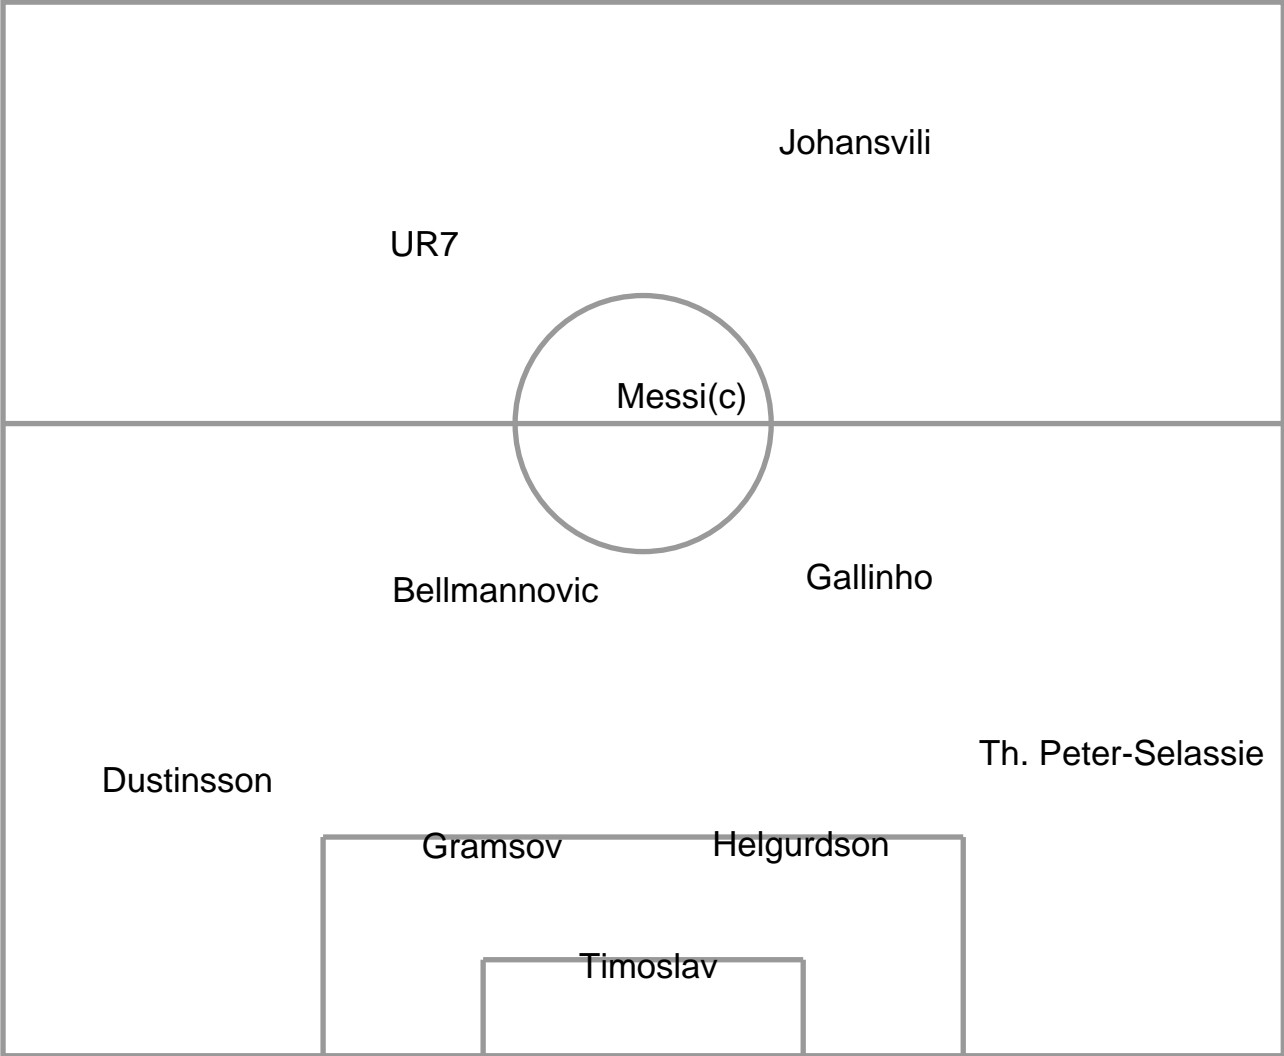 Johansvili
UR7
Messi(c)
Gallinho
Bellmannovic
Th. Peter-Selassie
Dustinsson
Gramsov
Helgurdson
Timoslav